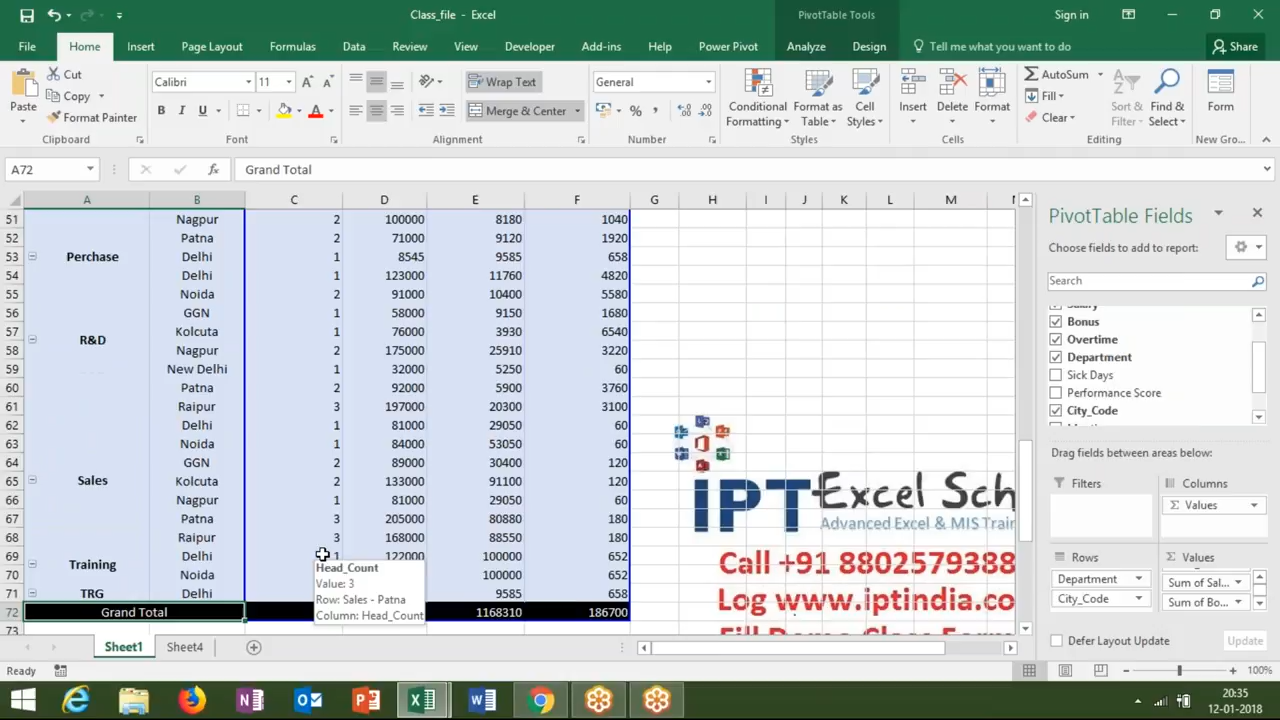 Class_file - Excel
PivotTable Tools
Sign in
File Home Insert Page Layout Formulas Data Review View Developer Add-ins Help Power Pivot Analyze Design Tell me what you want to do Share
Cut
Copy
Format Painter
Paste
Calibri 11
B I U
Wrap Text
Merge & Center
General
Conditional Formatting
Format as Table
Cell Styles
Insert Delete Format
AutoSum
Fill
Clear
Sort & Filter
Find & Select
Form
Clipboard Font Alignment Number Styles Cells Editing New Gro...
A72 Grand Total
A B C D E F G H I J K L M
51 Nagpur 2 100000 8180 1040
52 Patna 2 71000 9120 1920
53 Perchase Delhi 1 8545 9585 658
54 Delhi 1 123000 11760 4820
55 Noida 2 91000 10400 5580
56 GGN 1 58000 9150 1680
57 R&D Kolcuta 1 76000 3930 6540
58 Nagpur 2 175000 25910 3220
59 New Delhi 1 32000 5250 60
60 Patna 2 92000 5900 3760
61 Raipur 3 197000 20300 3100
62 Delhi 1 81000 29050 60
63 Noida 1 84000 53050 60
64 GGN 2 89000 30400 120
65 Sales Kolcuta 2 133000 91100 120
66 Nagpur 1 81000 29050 60
67 Patna 3 205000 80880 180
68 Raipur 3 168000 88550 180
69 Training Delhi 1 122000 100000 652
70 Noida 100000 652
71 TRG Delhi 9585 658
72 Grand Total 1168310 186700
73
Head_Count
Value: 3
Row: Sales - Patna
Column: Head_Count
IPT Excel Sch
Advanced Excel & MIS Train
Call +91 8802579388
Log www.iptindia.co
Fill Demo Class Form
PivotTable Fields
Choose fields to add to report:
Search
Salary
Bonus
Overtime
Department
Sick Days
Performance Score
City_Code
Drag fields between areas below:
Filters
Columns
Σ Values
Rows
Department
City_Code
Σ Values
Sum of Sal...
Sum of Bo...
Defer Layout Update
Update
Sheet1 Sheet4
Ready
100%
20:35
12-01-2018